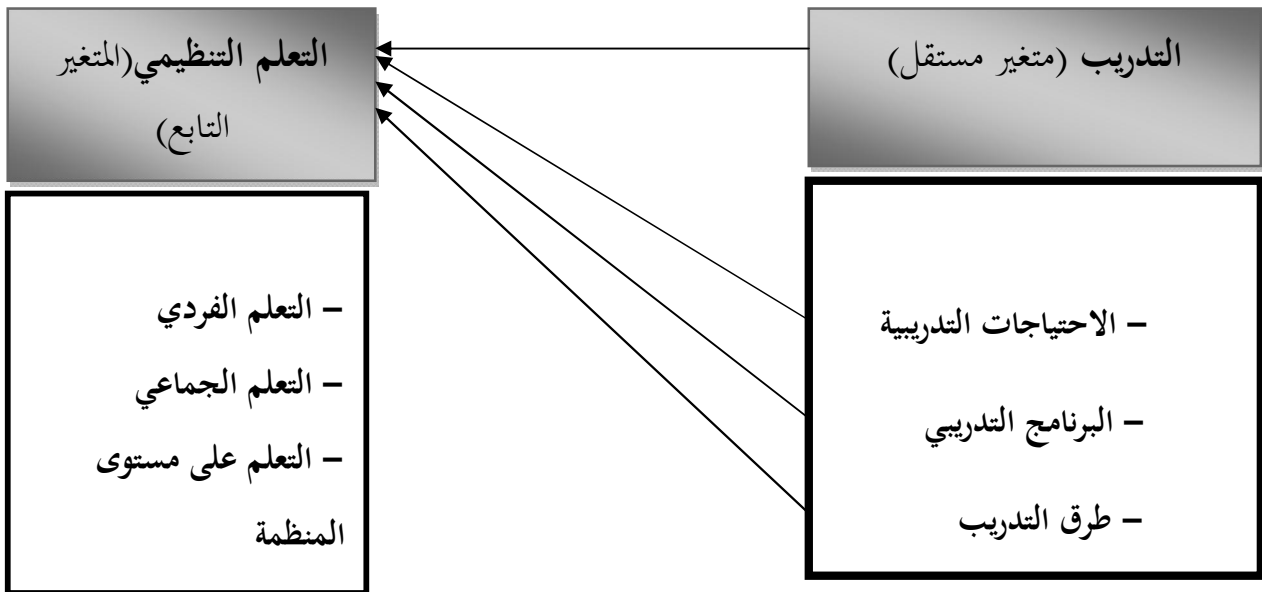 التدريب (متغير مستقل)
– الاحتياجات التدريبية
– البرنامج التدريبي
– طرق التدريب
التعلم التنظيمي(المتغير
التابع)
– التعلم الفردي
– التعلم الجماعي
– التعلم على مستوى
المنظمة